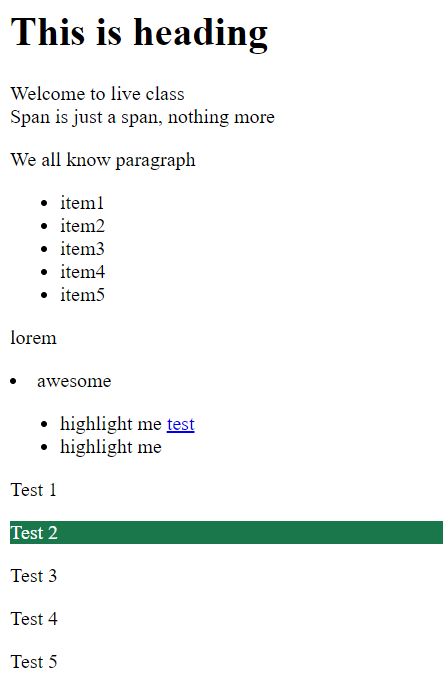 This is heading
Welcome to live class
Span is just a span, nothing more
We all know paragraph
item1
item2
item3
item4
item5
lorem
awesome
highlight me test
highlight me
Test 1
Test 2
Test 3
Test 4
Test 5